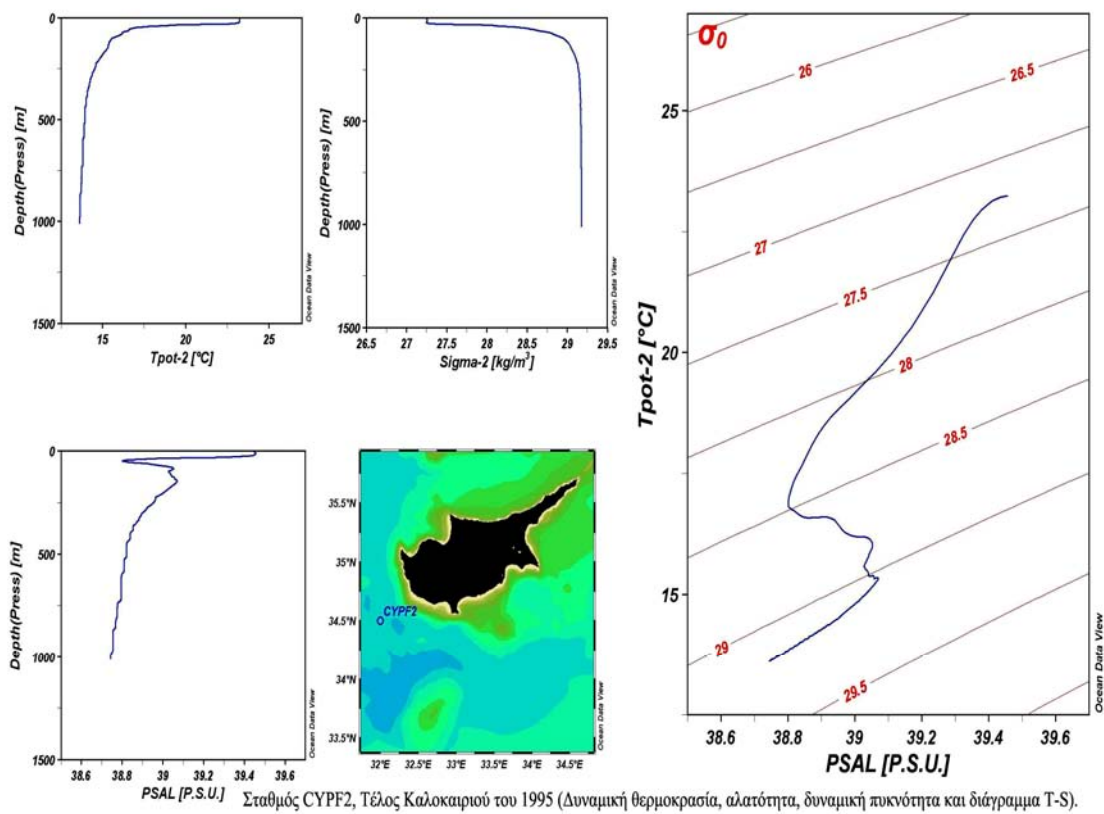 0
500
1000
1500
Depth(Press) [m]
15
20
25
Tpot-2 [°C]
Ocean Data View
0
500
1000
1500
Depth(Press) [m]
26.5
27
27.5
28
28.5
29
29.5
Sigma-2 [kg/m³]
Ocean Data View
σ₀
25
20
15
Tpot-2 [°C]
26
26.5
27
27.5
28
28.5
29
29.5
38.6
38.8
39
39.2
39.4
39.6
PSAL [P.S.U.]
Ocean Data View
0
500
1000
1500
Depth(Press) [m]
38.6
38.8
39
39.2
39.4
39.6
PSAL [P.S.U.]
Ocean Data View
35.5°N
35°N
34.5°N
34°N
33.5°N
CYPF2
32°E
32.5°E
33°E
33.5°E
34°E
34.5°E
Ocean Data View
Σταθμός CYPF2, Τέλος Καλοκαιριού του 1995 (Δυναμική θερμοκρασία, αλατότητα, δυναμική πυκνότητα και διάγραμμα T-S).